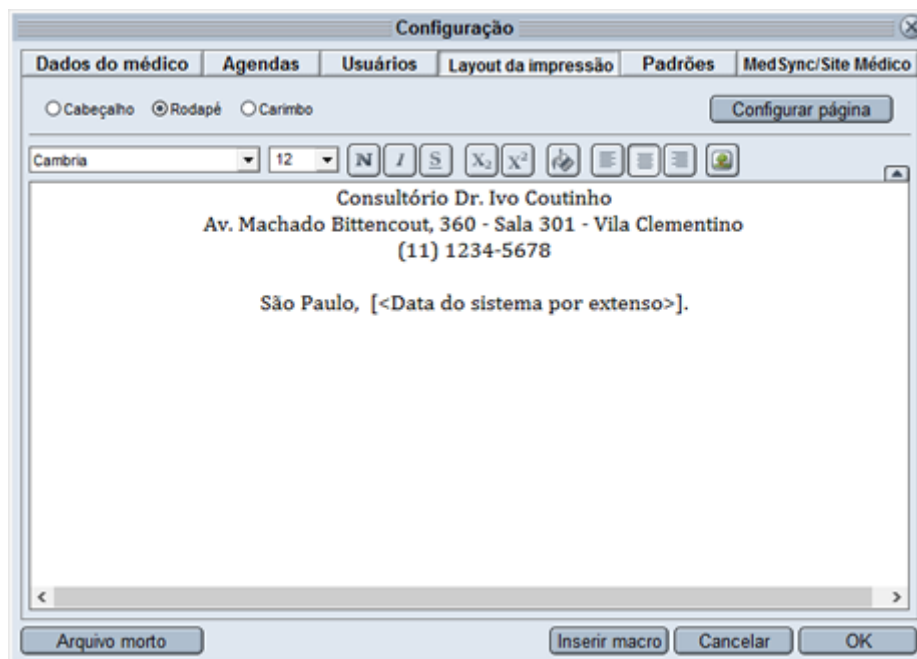 Configuração
Dados do médico Agendas Usuários Layout da impressão Padrões MedSync/Site Médico
Cabeçalho Rodapé Carimbo Configurar página
Cambria 12 N I S X₂ X²
Consultório Dr. Ivo Coutinho
Av. Machado Bittencout, 360 - Sala 301 - Vila Clementino
(11) 1234-5678
São Paulo, [<Data do sistema por extenso>].
Arquivo morto Inserir macro Cancelar OK